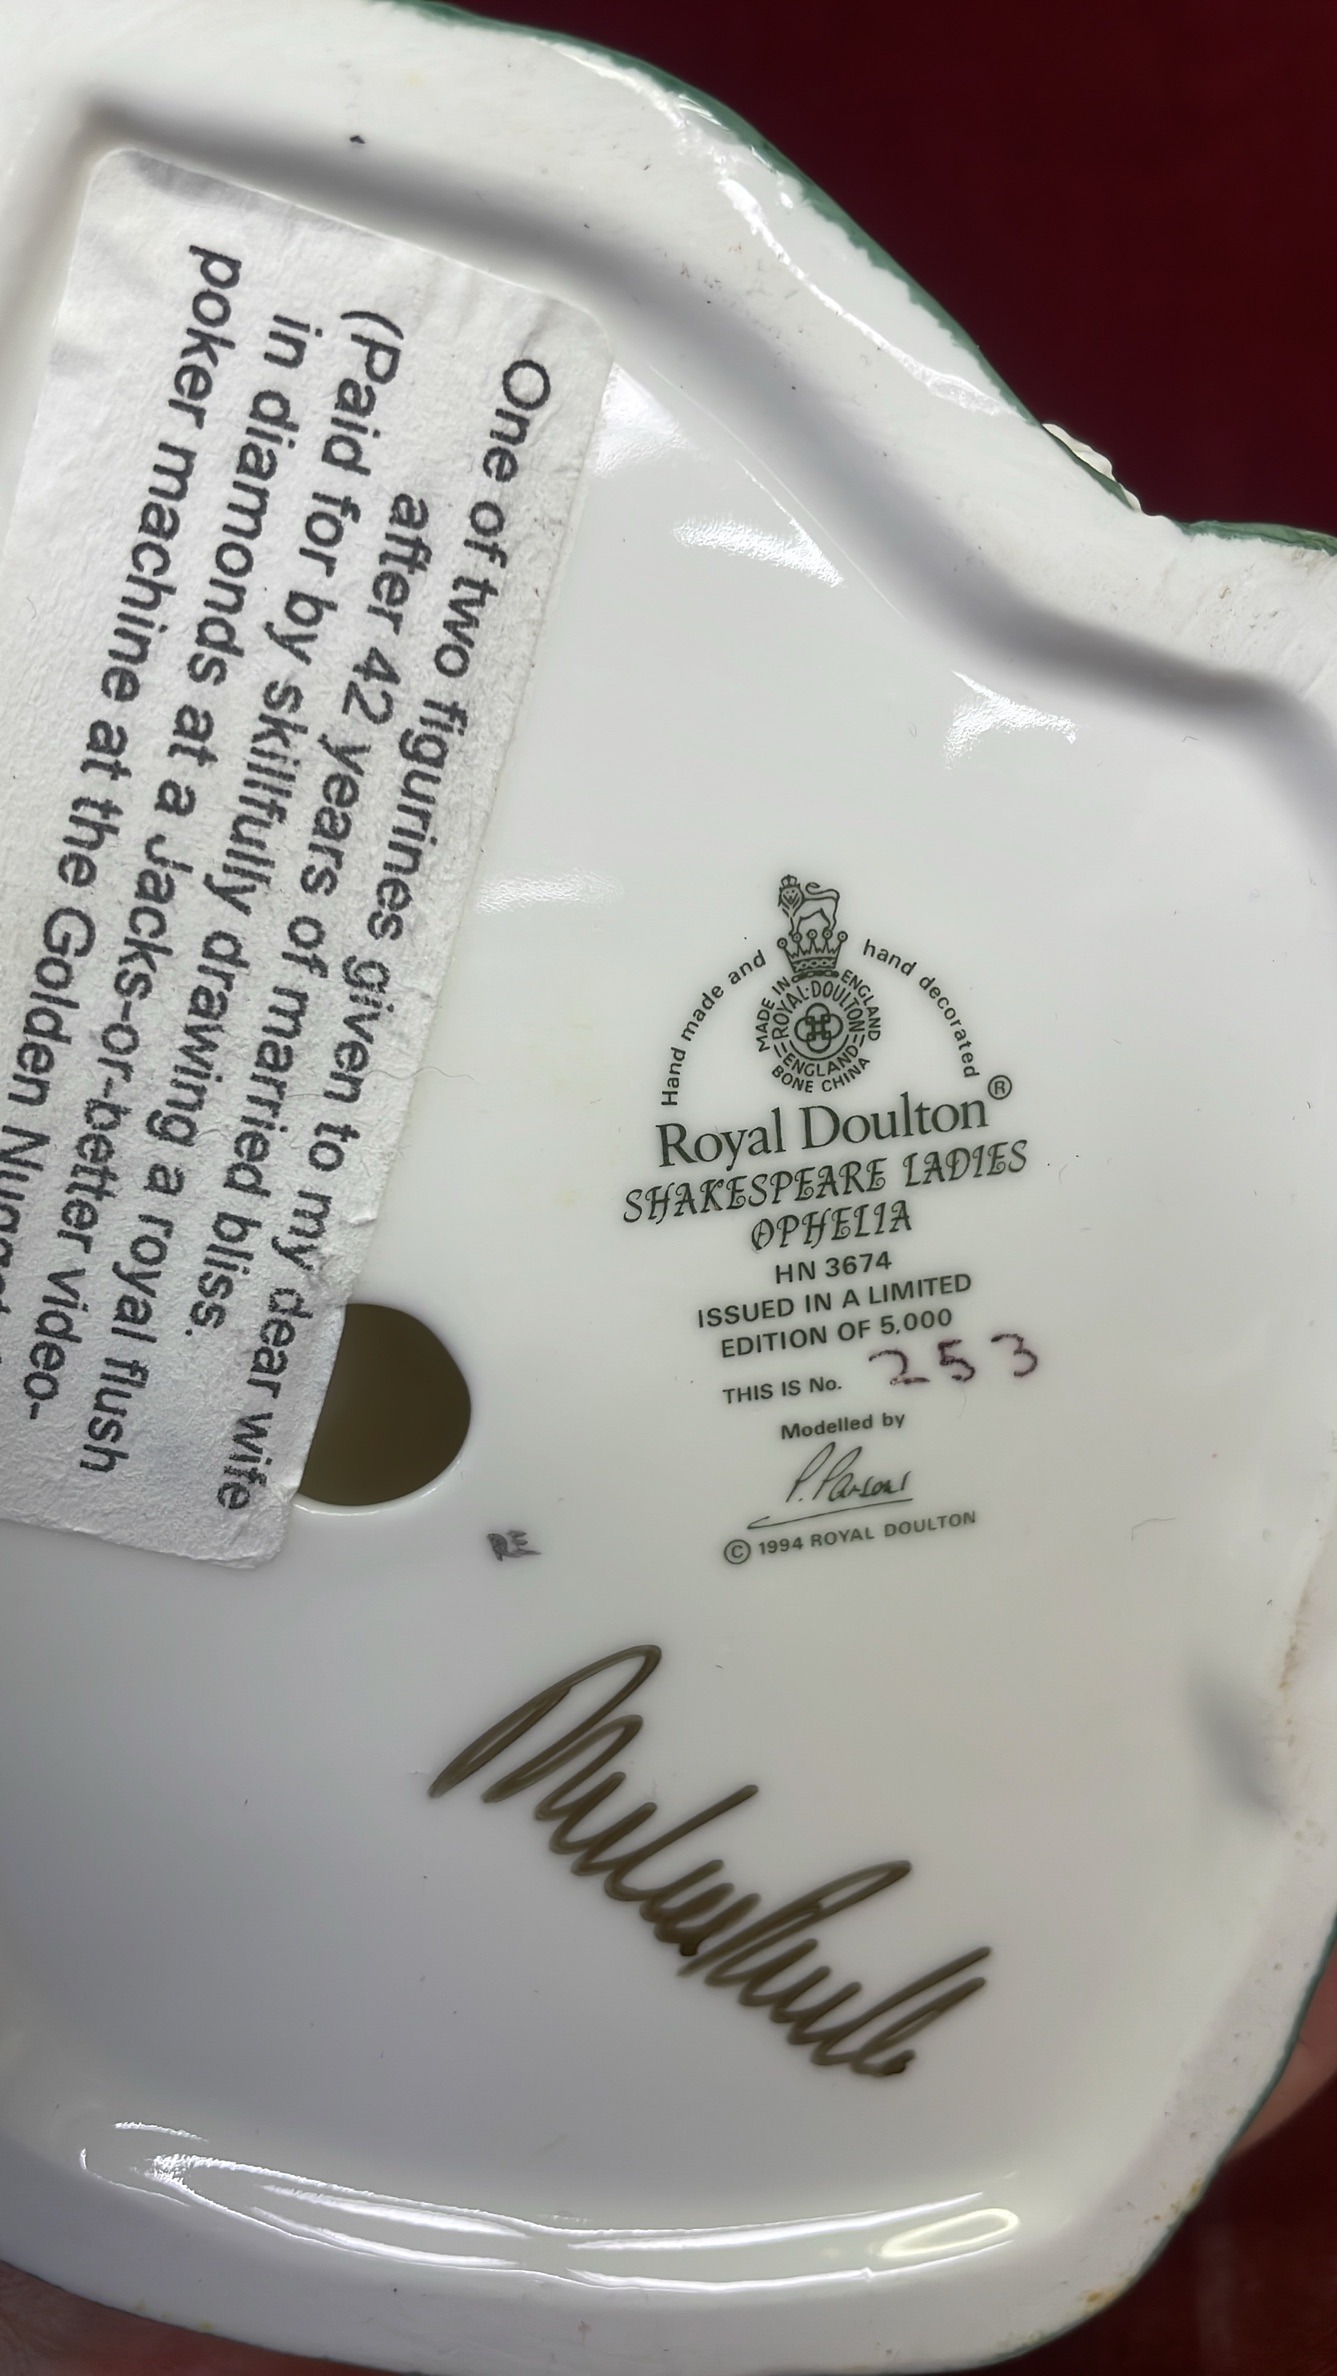 One of two figurines given to my dear wife
after 42 years of married bliss.
(Paid for by skillfully drawing a royal flush
in diamonds at a Jacks-or-better video-
poker machine at the Golden
Hand made and hand decorated
MADE IN ENGLAND
ROYAL·DOULTON
ENGLAND
BONE CHINA
Royal Doulton®
SHAKESPEARE LADIES
OPHELIA
HN 3674
ISSUED IN A LIMITED
EDITION OF 5,000
THIS IS No. 253
Modelled by
P. Parsons
© 1994 ROYAL DOULTON